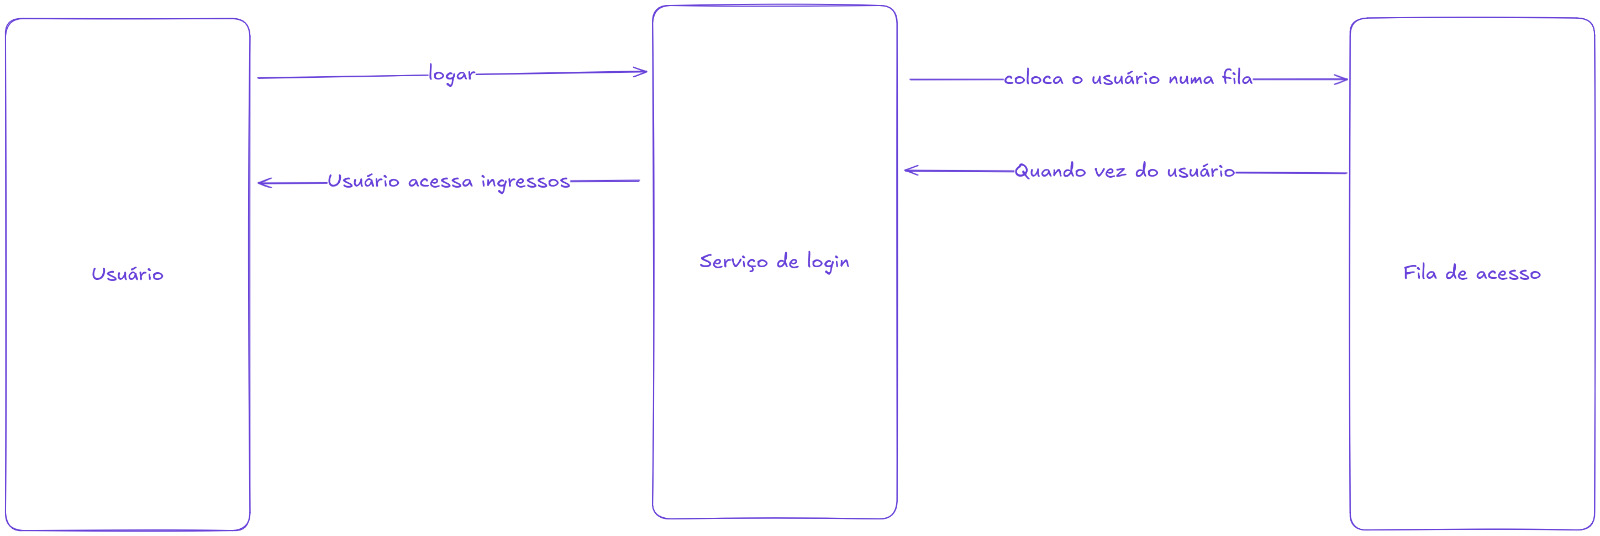 logar
coloca o usuário numa fila
Quando vez do usuário
Usuário acessa ingressos
Usuário
Serviço de login
Fila de acesso